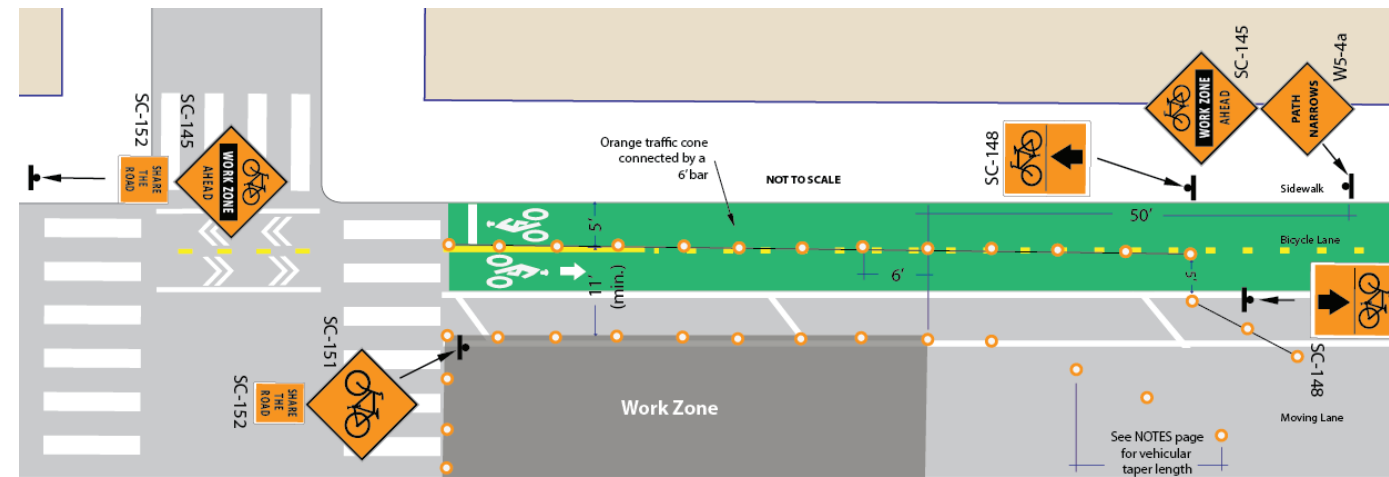 SC-145
W5-4a
WORK ZONE
AHEAD
PATH
NARROWS
SC-148
SC-152
SC-145
SHARE
THE
ROAD
WORK ZONE
AHEAD
Orange traffic cone
connected by a
6' bar
NOT TO SCALE
Sidewalk
50'
5'
Bicycle Lane
6'
11'
(min.)
5'
SC-151
SC-152
SHARE
THE
ROAD
SC-148
Work Zone
Moving Lane
See NOTES page
for vehicular
taper length